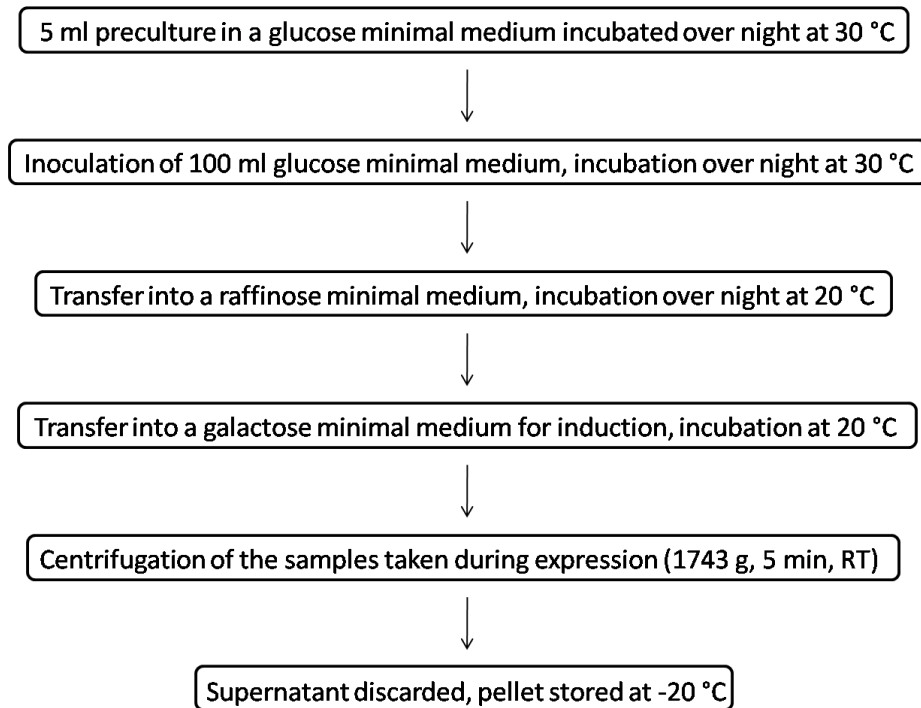 5 ml preculture in a glucose minimal medium incubated over night at 30 °C
Inoculation of 100 ml glucose minimal medium, incubation over night at 30 °C
Transfer into a raffinose minimal medium, incubation over night at 20 °C
Transfer into a galactose minimal medium for induction, incubation at 20 °C
Centrifugation of the samples taken during expression (1743 g, 5 min, RT)
Supernatant discarded, pellet stored at -20 °C